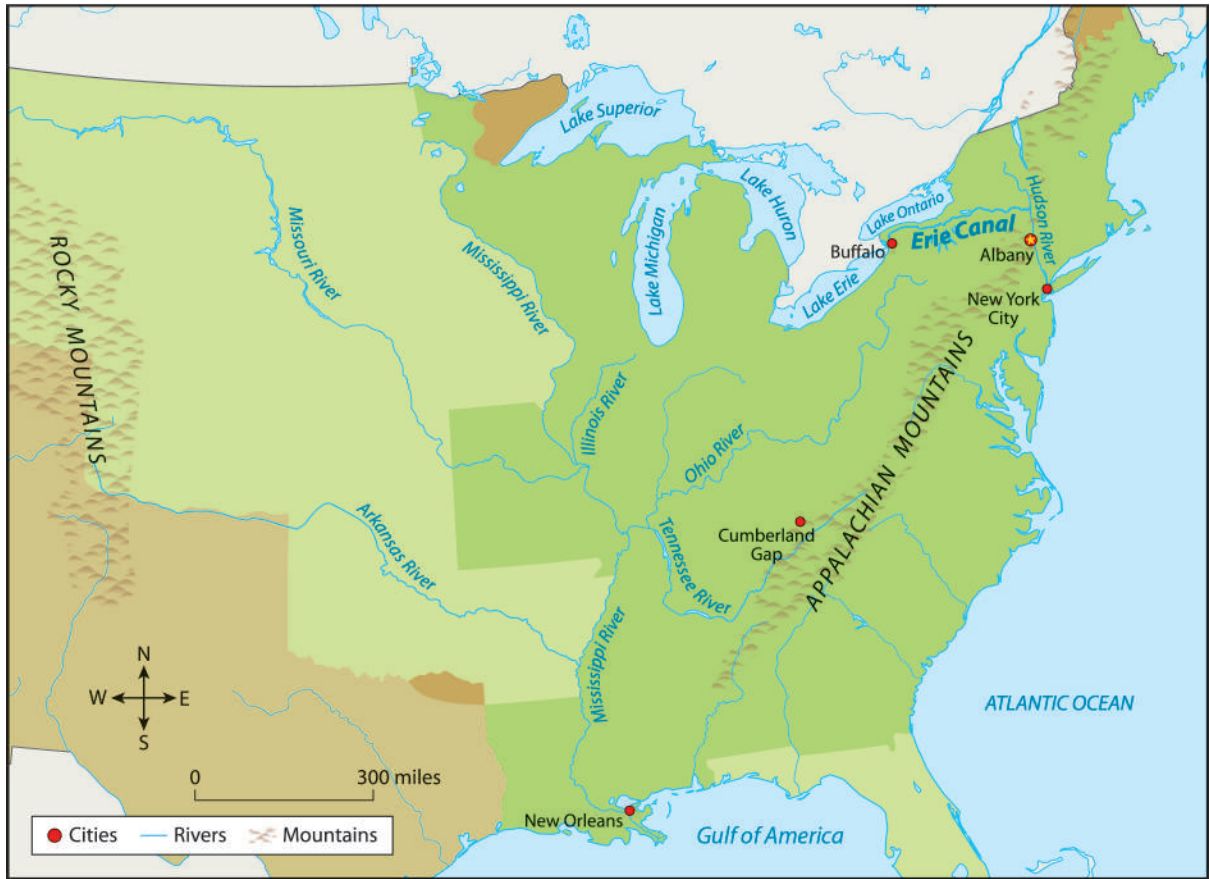 Lake Superior
Lake Huron
Lake Michigan
Lake Ontario
Hudson River
Erie Canal
Buffalo
Albany
Lake Erie
New York
City
Missouri River
Mississippi River
ROCKY MOUNTAINS
Illinois River
Ohio River
APPALACHIAN MOUNTAINS
Arkansas River
Cumberland
Gap
Tennessee River
Mississippi River
ATLANTIC OCEAN
N
W E
S
0 300 miles
New Orleans
Gulf of America
Cities Rivers Mountains